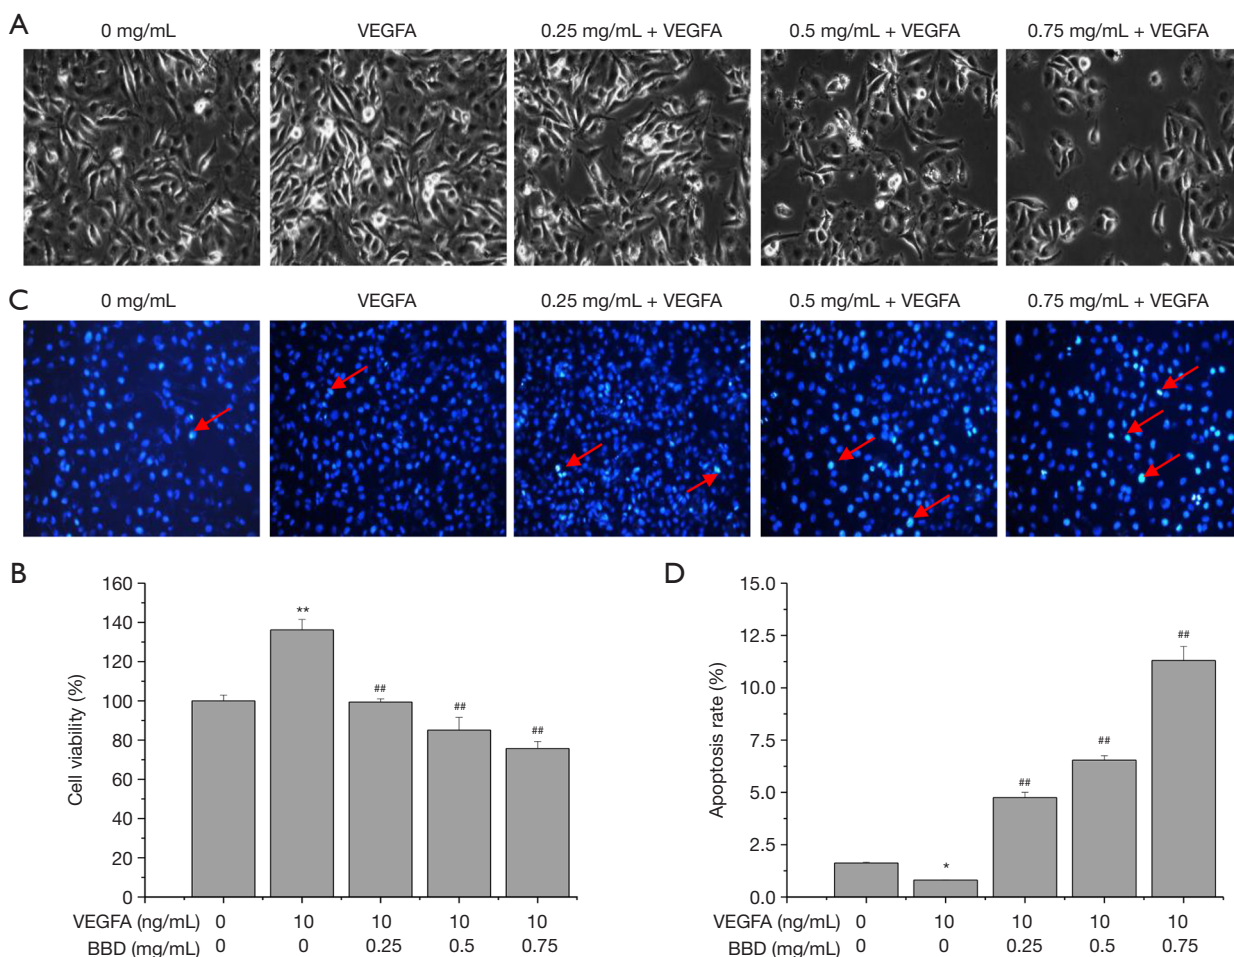 A
0 mg/mL VEGFA 0.25 mg/mL + VEGFA 0.5 mg/mL + VEGFA 0.75 mg/mL + VEGFA
C
0 mg/mL VEGFA 0.25 mg/mL + VEGFA 0.5 mg/mL + VEGFA 0.75 mg/mL + VEGFA
B
160
140
120
100
80
60
40
20
0
Cell viability (%)
**
##
##
##
VEGFA (ng/mL) 0 10 10 10 10
BBD (mg/mL) 0 0 0.25 0.5 0.75
D
15.0
12.5
10.0
7.5
5.0
2.5
0.0
Apoptosis rate (%)
*
##
##
##
VEGFA (ng/mL) 0 10 10 10 10
BBD (mg/mL) 0 0 0.25 0.5 0.75